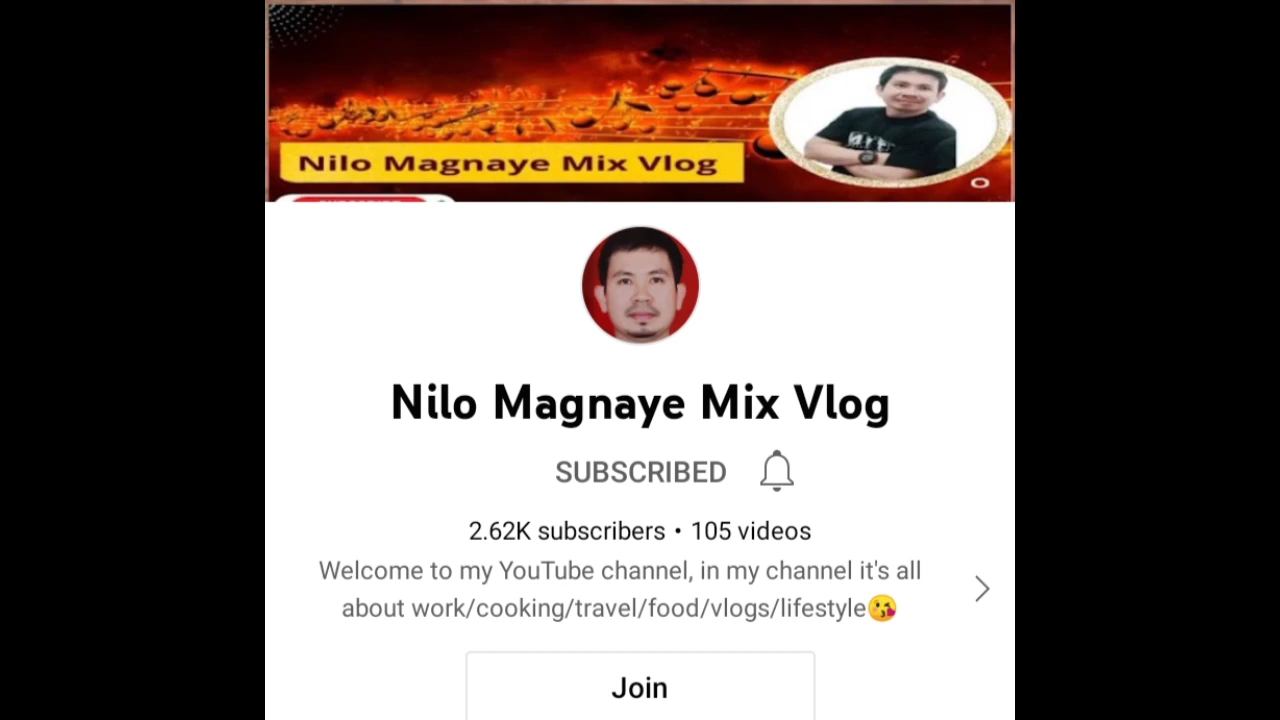 Nilo Magnaye Mix Vlog
Nilo Magnaye Mix Vlog
SUBSCRIBED
2.62K subscribers • 105 videos
Welcome to my YouTube channel, in my channel it's all
about work/cooking/travel/food/vlogs/lifestyle😘
Join